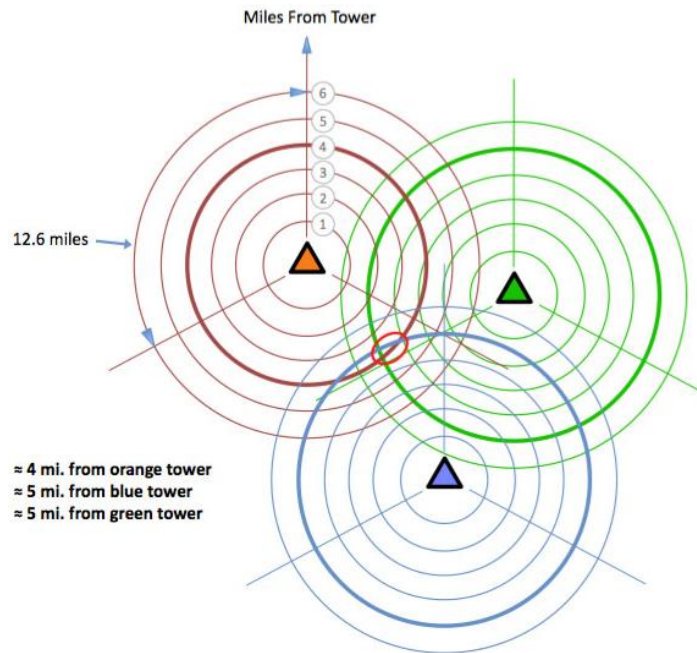 Miles From Tower
6
5
4
3
2
1
12.6 miles
≈ 4 mi. from orange tower
≈ 5 mi. from blue tower
≈ 5 mi. from green tower